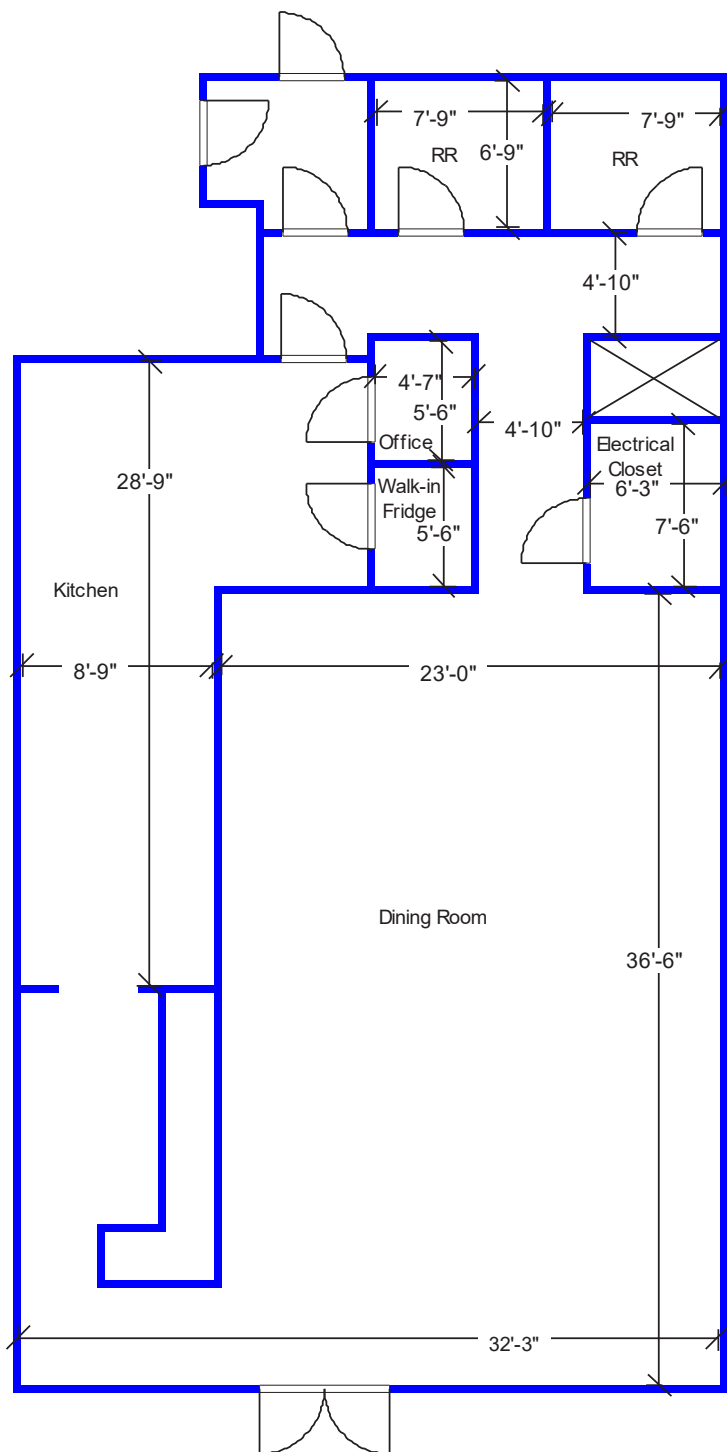 7'-9"
7'-9"
RR
6'-9"
RR
4'-10"
4'-7"
5'-6"
4'-10"
Office
Electrical
Closet
28'-9"
Walk-in
Fridge
6'-3"
5'-6"
7'-6"
Kitchen
8'-9"
23'-0"
Dining Room
36'-6"
32'-3"